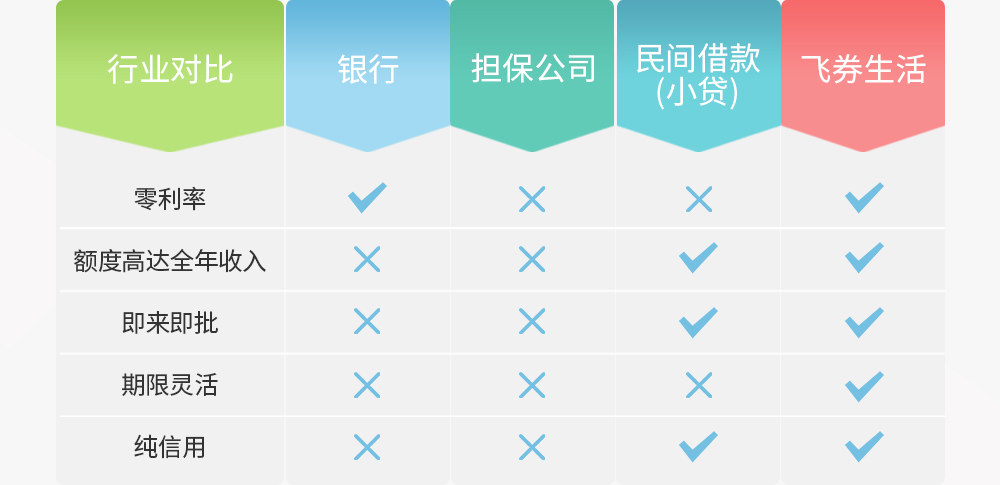 行业对比
银行
担保公司
民间借款
(小贷)
飞券生活
零利率
额度高达全年收入
即来即批
期限灵活
纯信用